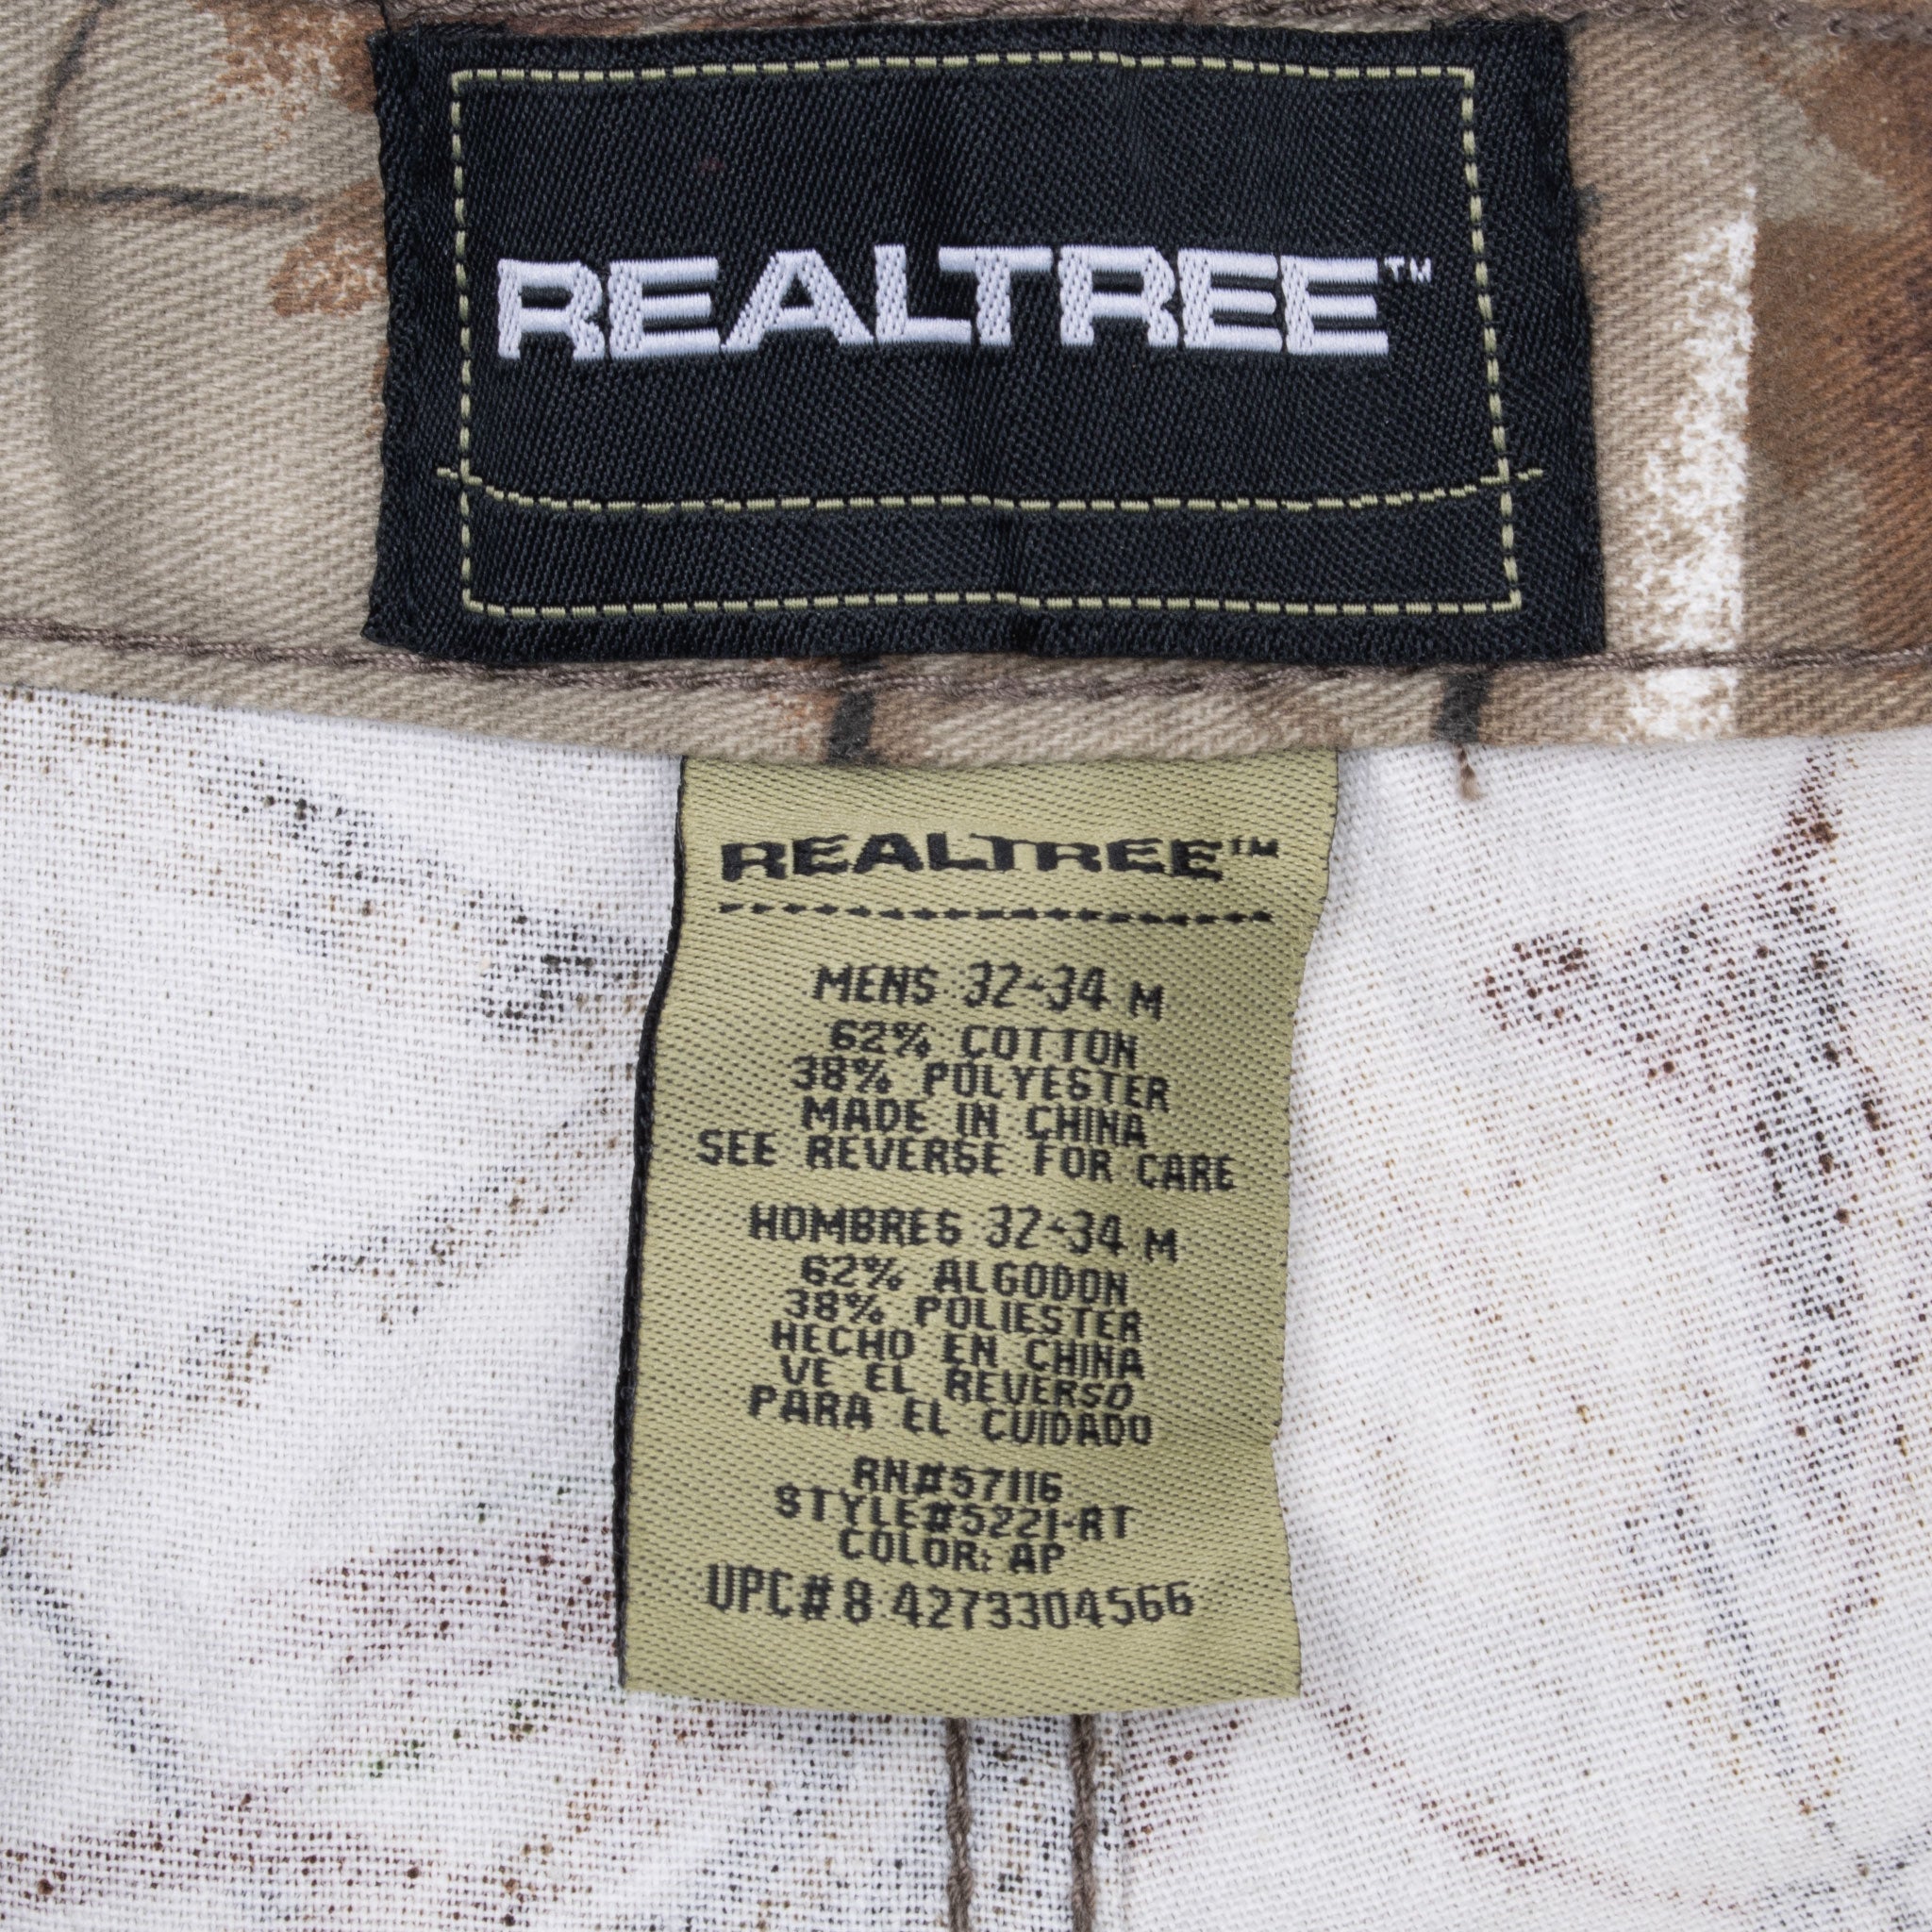 REALTREE™
REALTREE™
MENS 32-34 M
62% COTTON
38% POLYESTER
MADE IN CHINA
SEE REVERSE FOR CARE
HOMBRES 32-34 M
62% ALGODON
38% POLIESTER
HECHO EN CHINA
VE EL REVERSO
PARA EL CUIDADO
RN#57116
STYLE#5221-RT
COLOR: AP
UPC# 8 4273304566